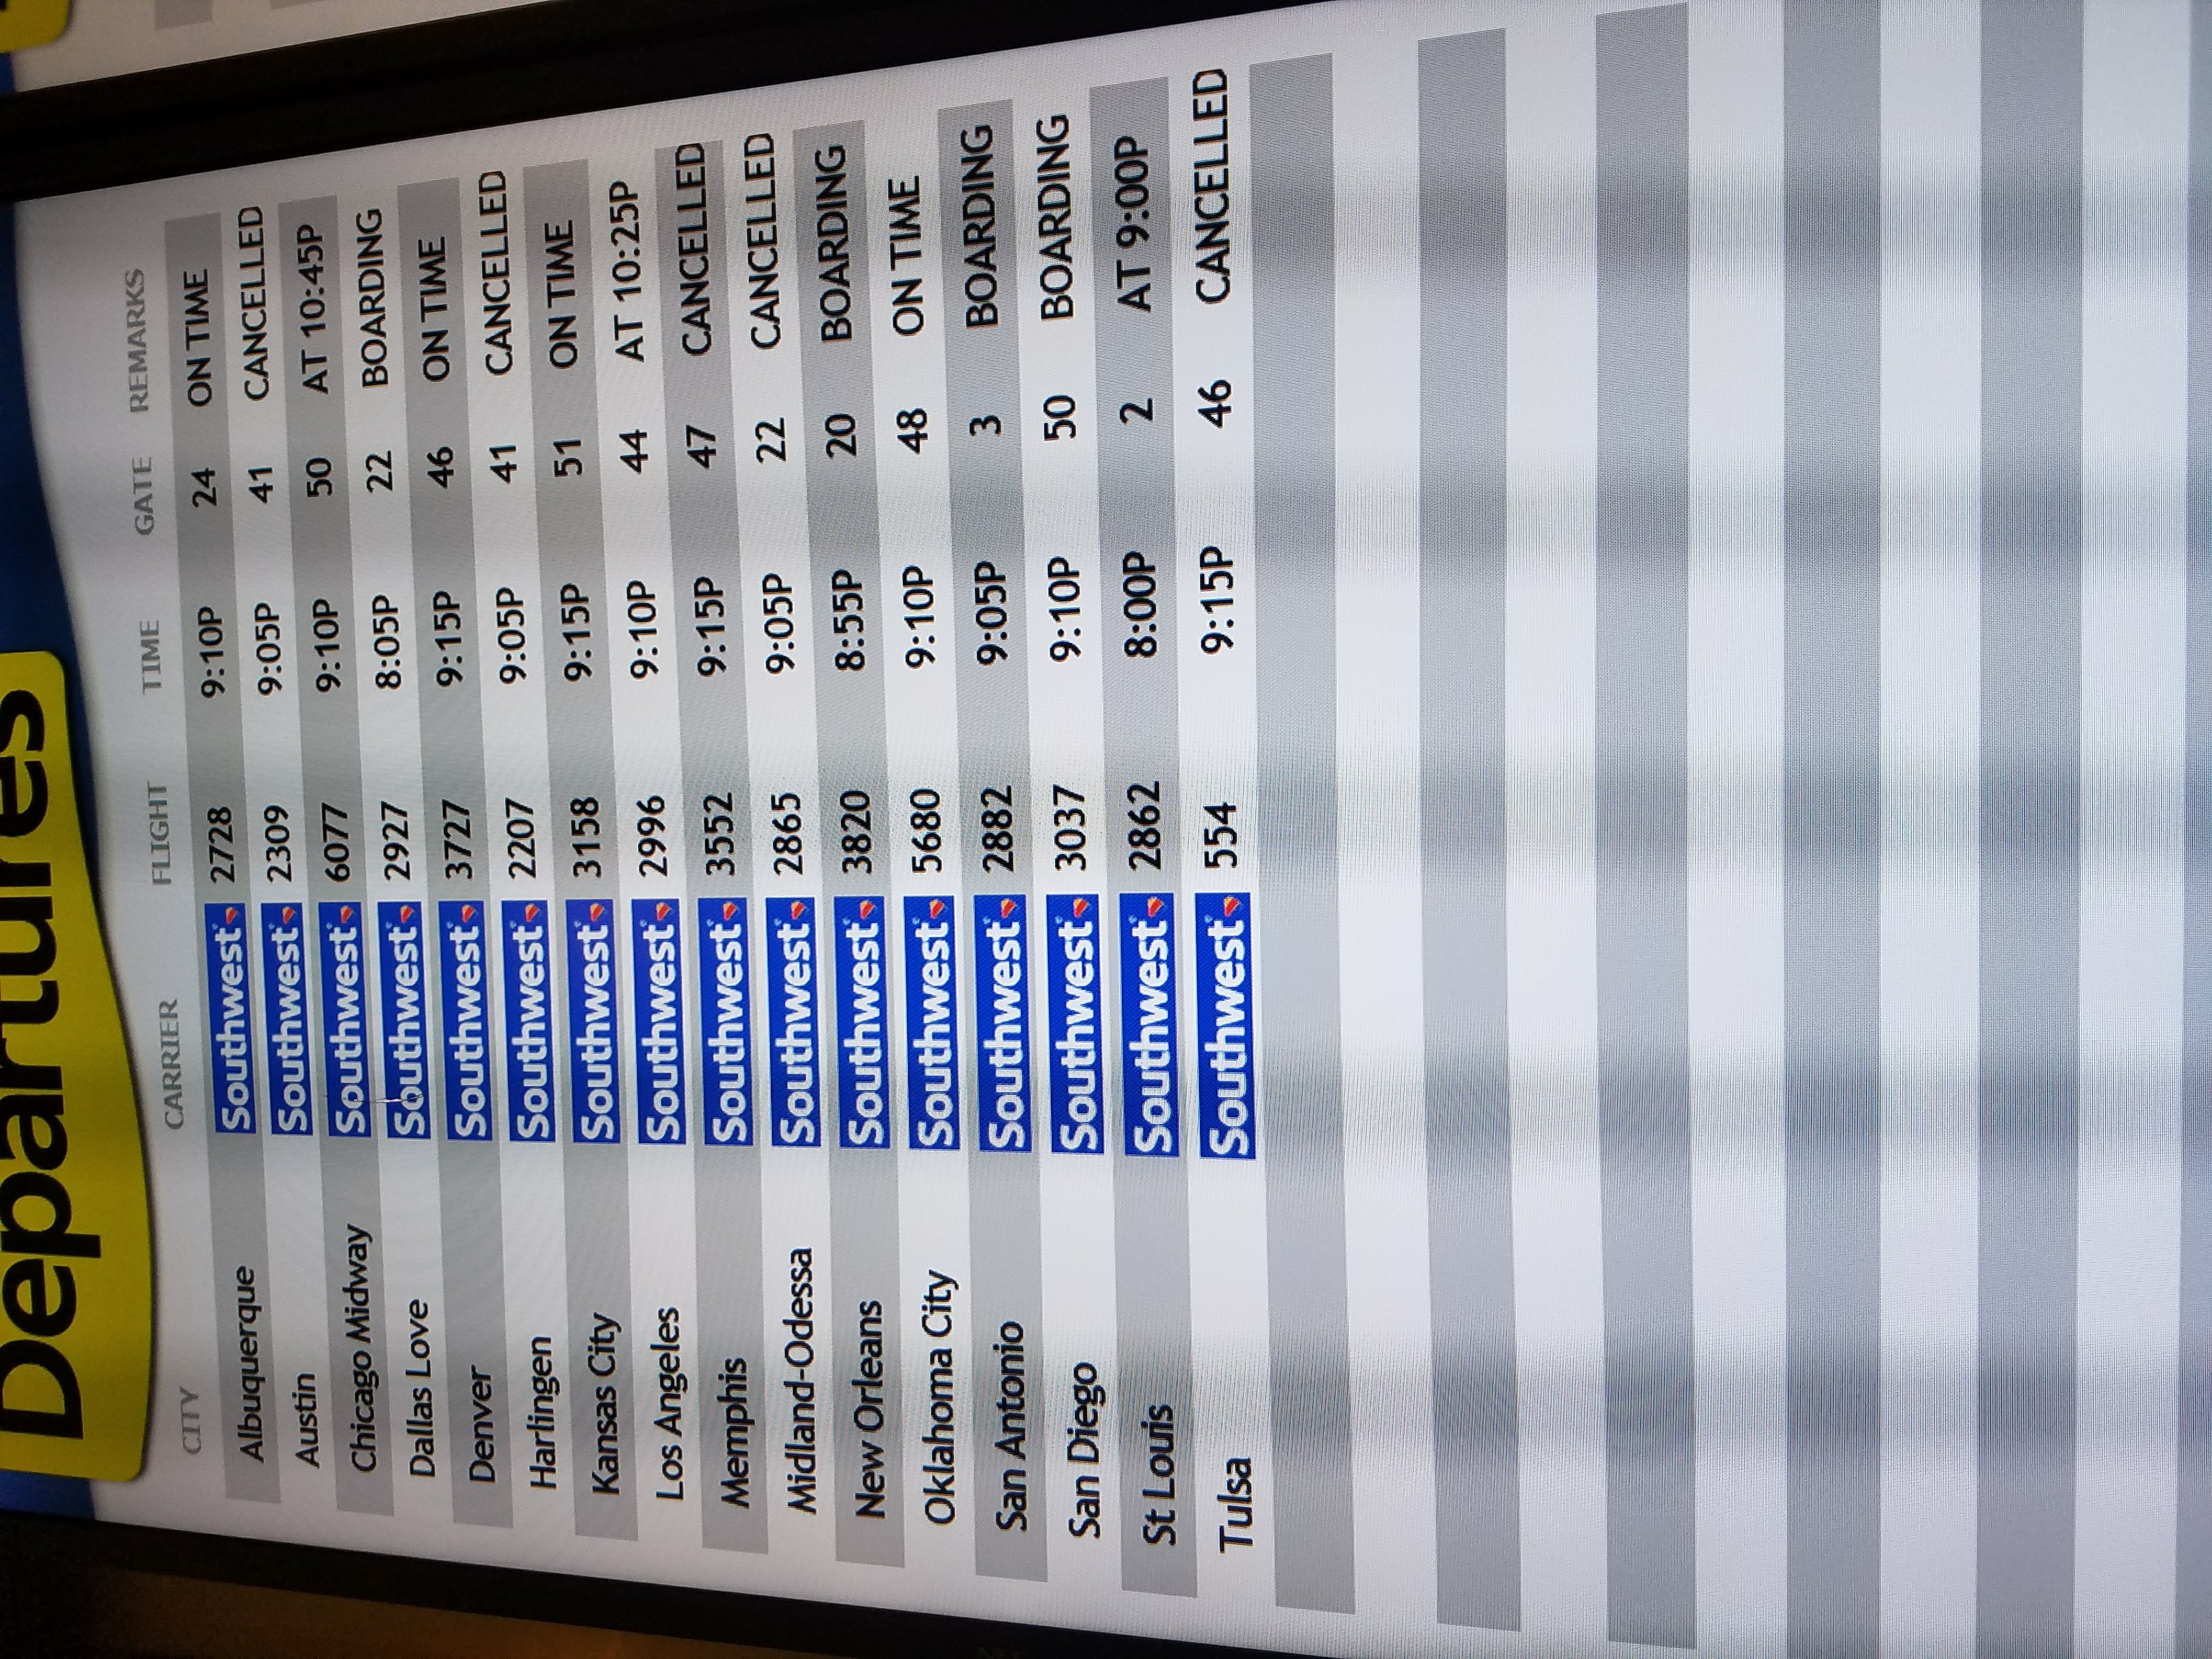 Departures
CITY CARRIER FLIGHT TIME GATE REMARKS
Albuquerque Southwest 2728 9:10P 24 ON TIME
Austin Southwest 2309 9:05P 41 CANCELLED
Chicago Midway Southwest 6077 9:10P 50 AT 10:45P
Dallas Love Southwest 2927 8:05P 22 BOARDING
Denver Southwest 3727 9:15P 46 ON TIME
Harlingen Southwest 2207 9:05P 41 CANCELLED
Kansas City Southwest 3158 9:15P 51 ON TIME
Los Angeles Southwest 2996 9:10P 44 AT 10:25P
Memphis Southwest 3552 9:15P 47 CANCELLED
Midland-Odessa Southwest 2865 9:05P 22 CANCELLED
New Orleans Southwest 3820 8:55P 20 BOARDING
Oklahoma City Southwest 5680 9:10P 48 ON TIME
San Antonio Southwest 2882 9:05P 3 BOARDING
San Diego Southwest 3037 9:10P 50 BOARDING
St Louis Southwest 2862 8:00P 2 AT 9:00P
Tulsa Southwest 554 9:15P 46 CANCELLED